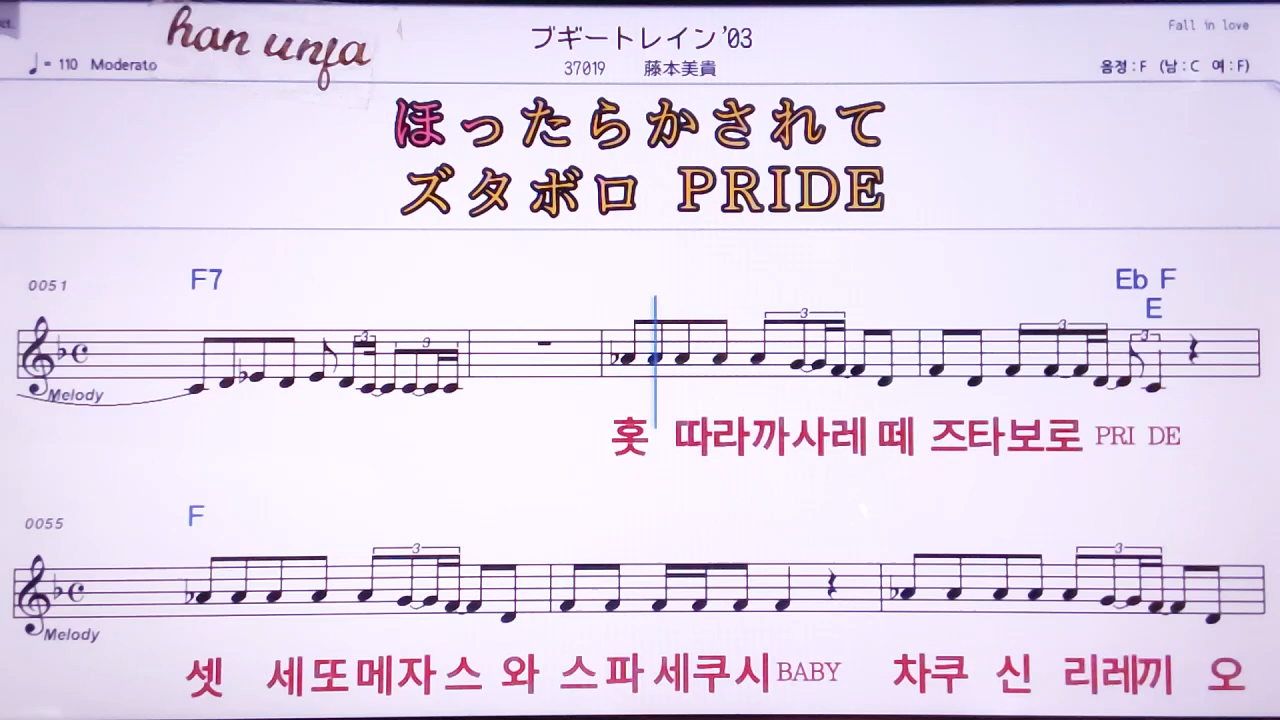 han unfa
ブギートレイン'03
Fall in love
♩= 110 Moderato
37019 藤本美貴
음정:F (남:C 여:F)
ほったらかされて
ズタボロ PRIDE
0051 F7 Eb F
E
3 3 3 3 3
Melody
훗 따라까사레 떼 즈타보로 PRI DE
0055 F
3 3
Melody
셋 세또메자스 와 스파세쿠시 BABY 차쿠 신 리레끼 오